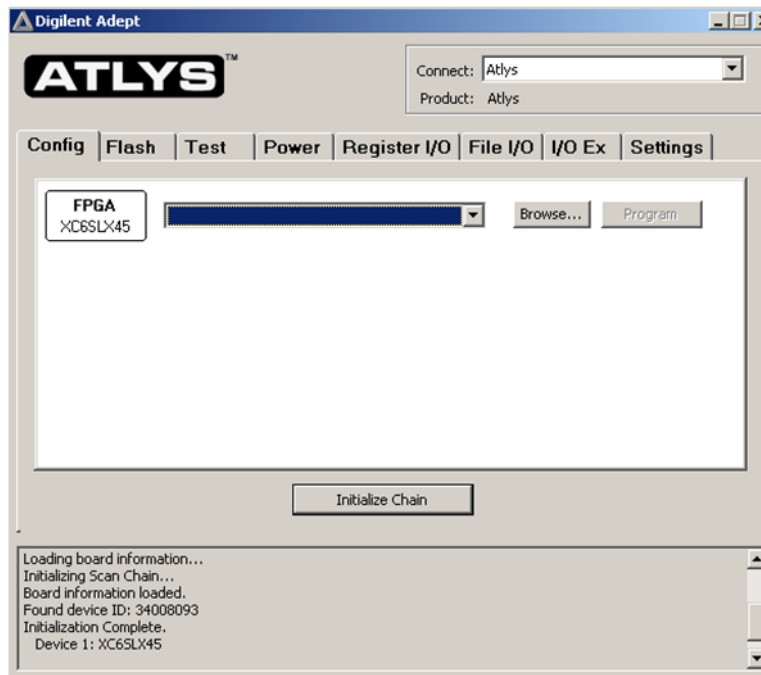 Digilent Adept
ATLYS™
Connect: Atlys
Product: Atlys
Config Flash Test Power Register I/O File I/O I/O Ex Settings
FPGA
XC6SLX45
Browse... Program
Initialize Chain
Loading board information...
Initializing Scan Chain...
Board information loaded.
Found device ID: 34008093
Initialization Complete.
Device 1: XC6SLX45